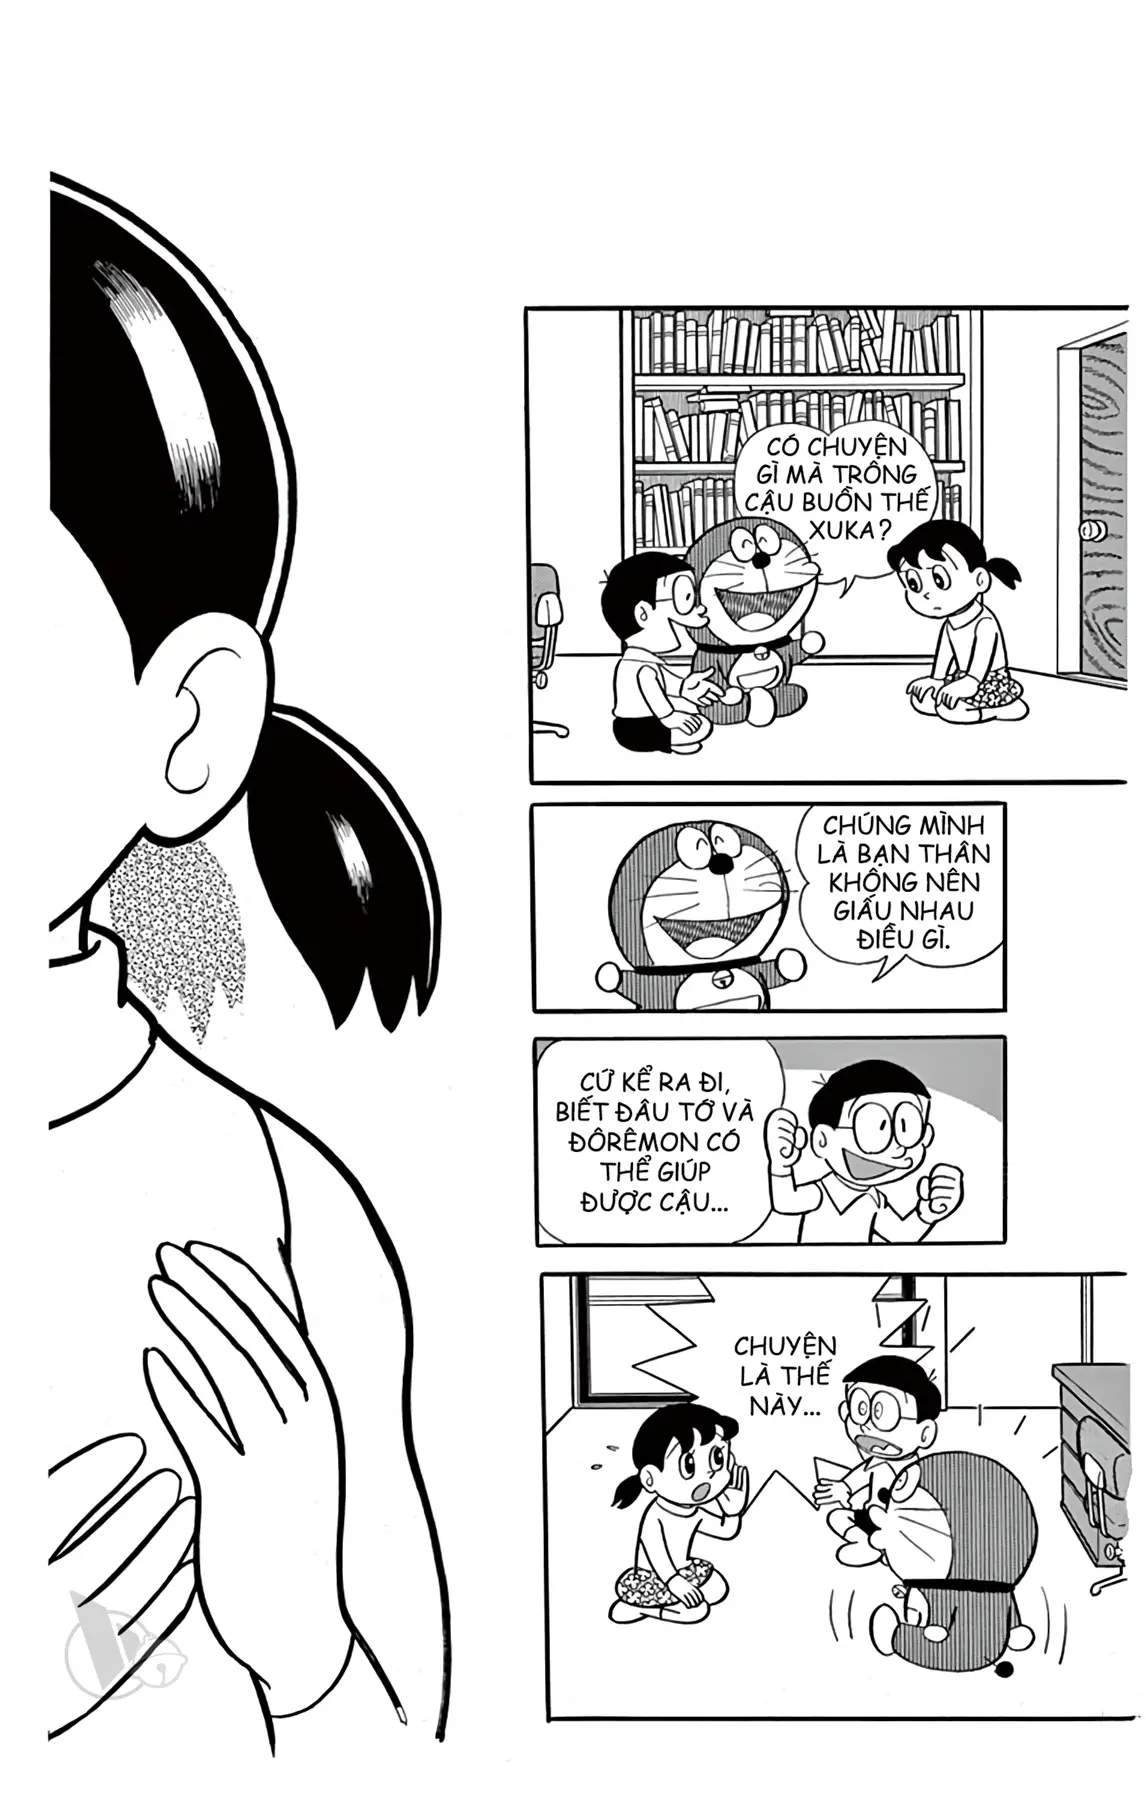 CÓ CHUYỆN
GÌ MÀ TRÔNG
CẬU BUỒN THẾ
XUKA?
CHÚNG MÌNH
LÀ BẠN THÂN
KHÔNG NÊN
GIẤU NHAU
ĐIỀU GÌ.
CỨ KỂ RA ĐI,
BIẾT ĐÂU TỚ VÀ
ĐÔRÊMON CÓ
THỂ GIÚP
ĐƯỢC CẬU...
CHUYỆN
LÀ THẾ
NÀY...